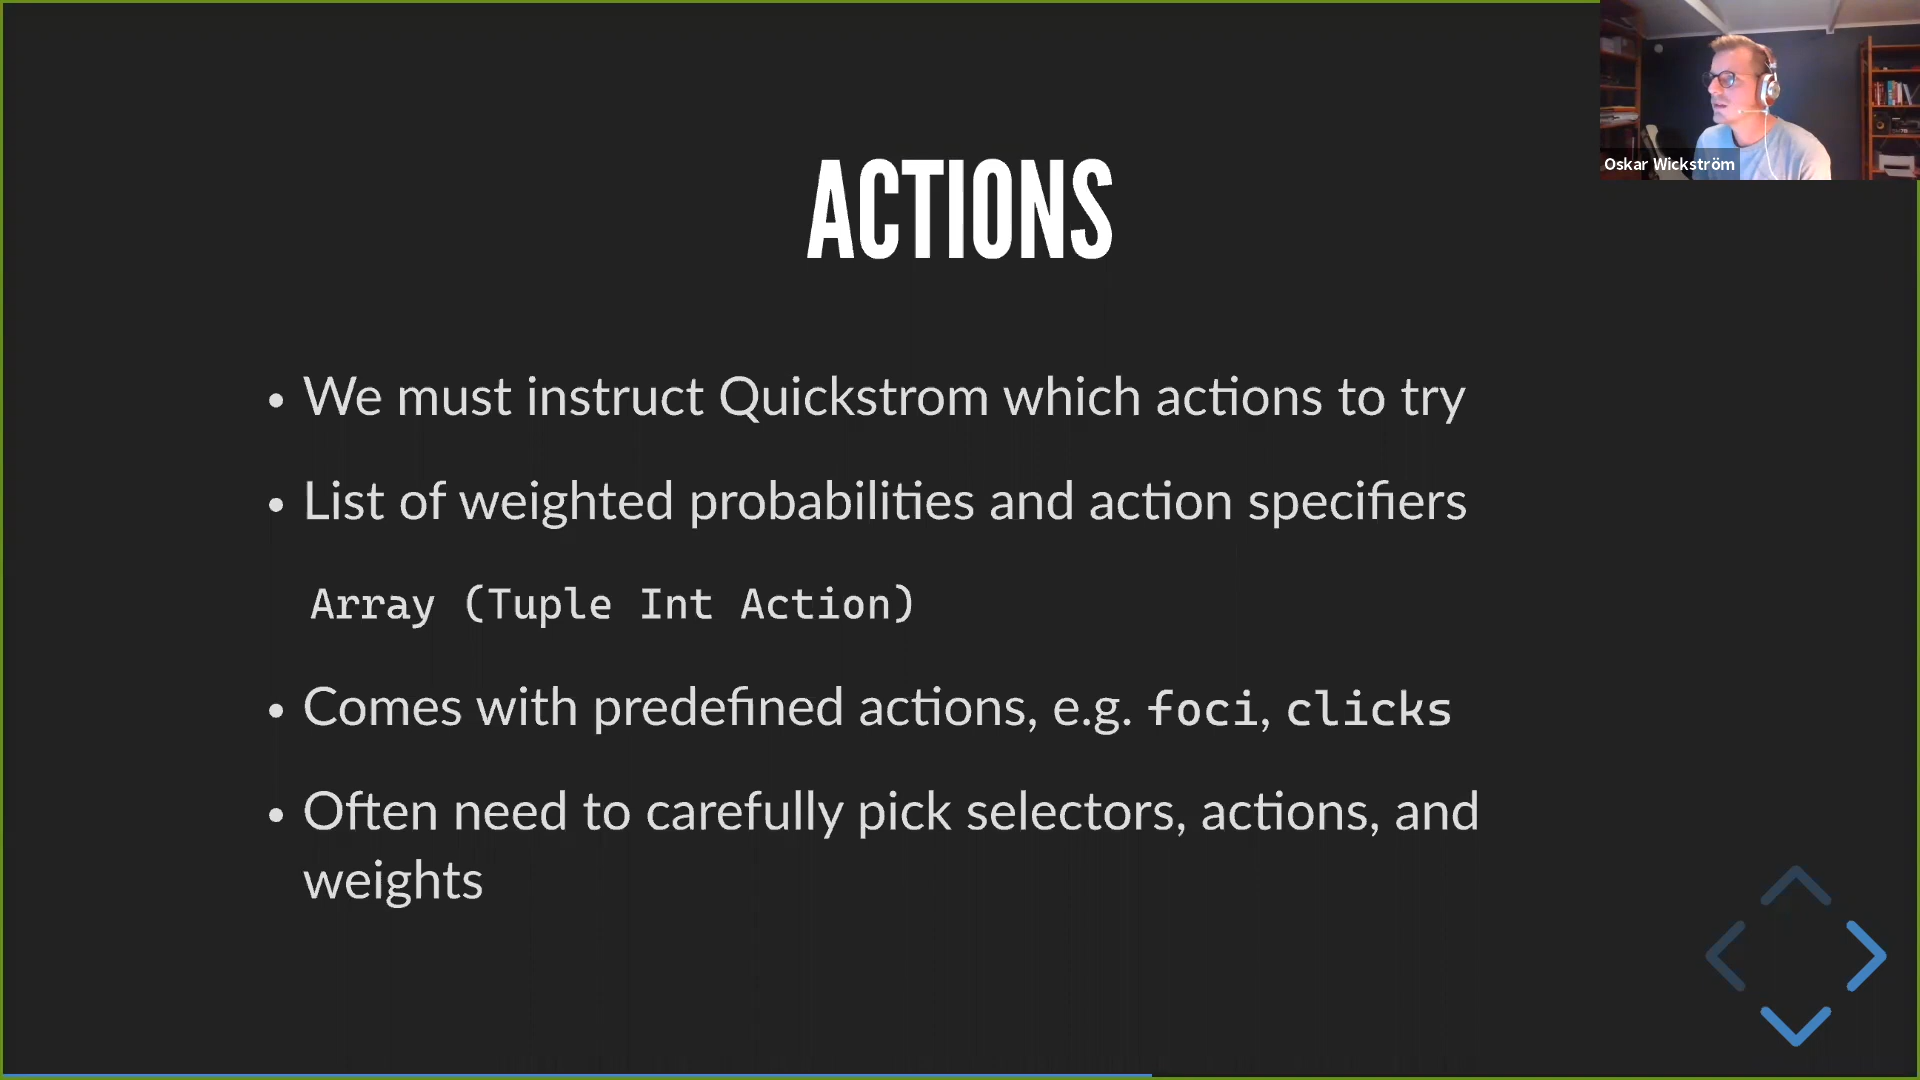 ACTIONS
Oskar Wickström
• We must instruct Quickstrom which actions to try
• List of weighted probabilities and action specifiers
Array (Tuple Int Action)
• Comes with predefined actions, e.g. foci, clicks
• Often need to carefully pick selectors, actions, and
weights